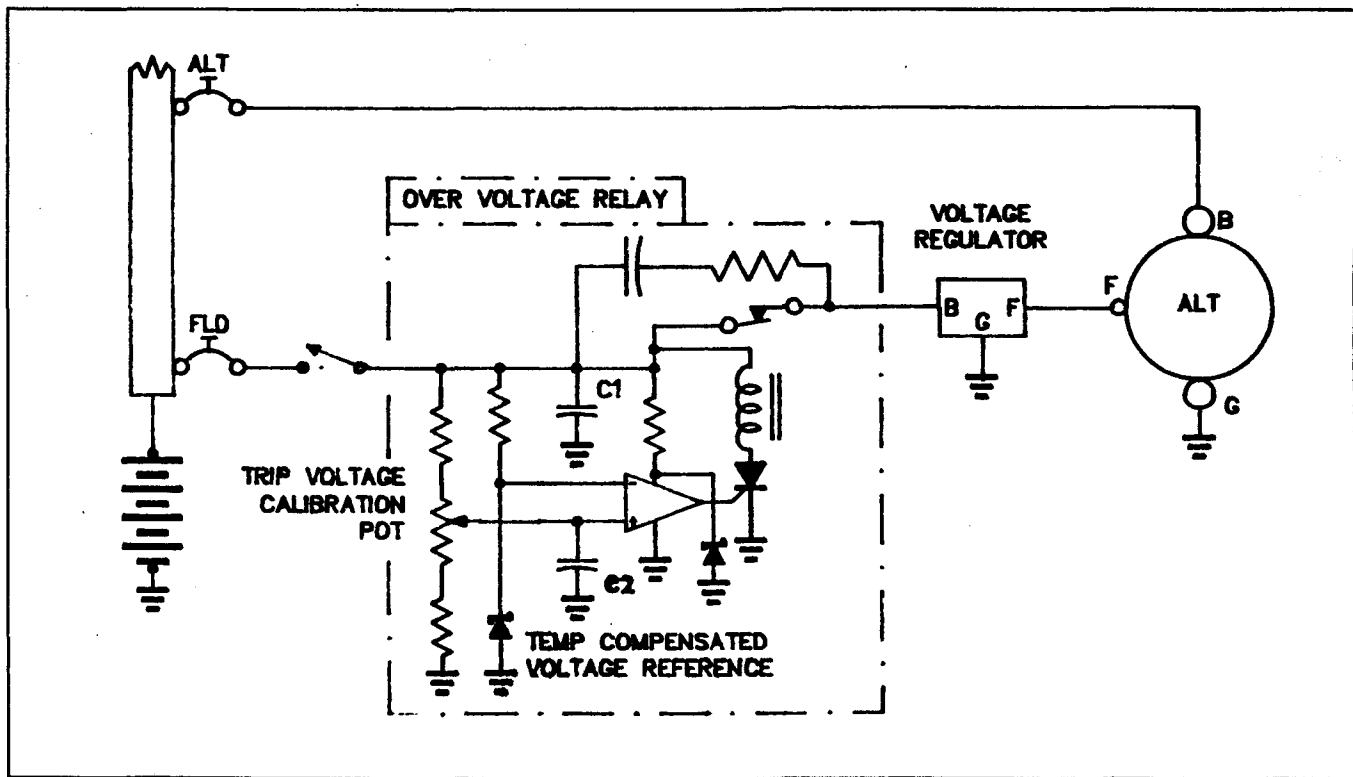 ALT
OVER VOLTAGE RELAY
VOLTAGE
REGULATOR
B
B
G
F
F
ALT
G
FLD
C1
TRIP VOLTAGE
CALIBRATION
POT
-
+
C2
TEMP COMPENSATED
VOLTAGE REFERENCE